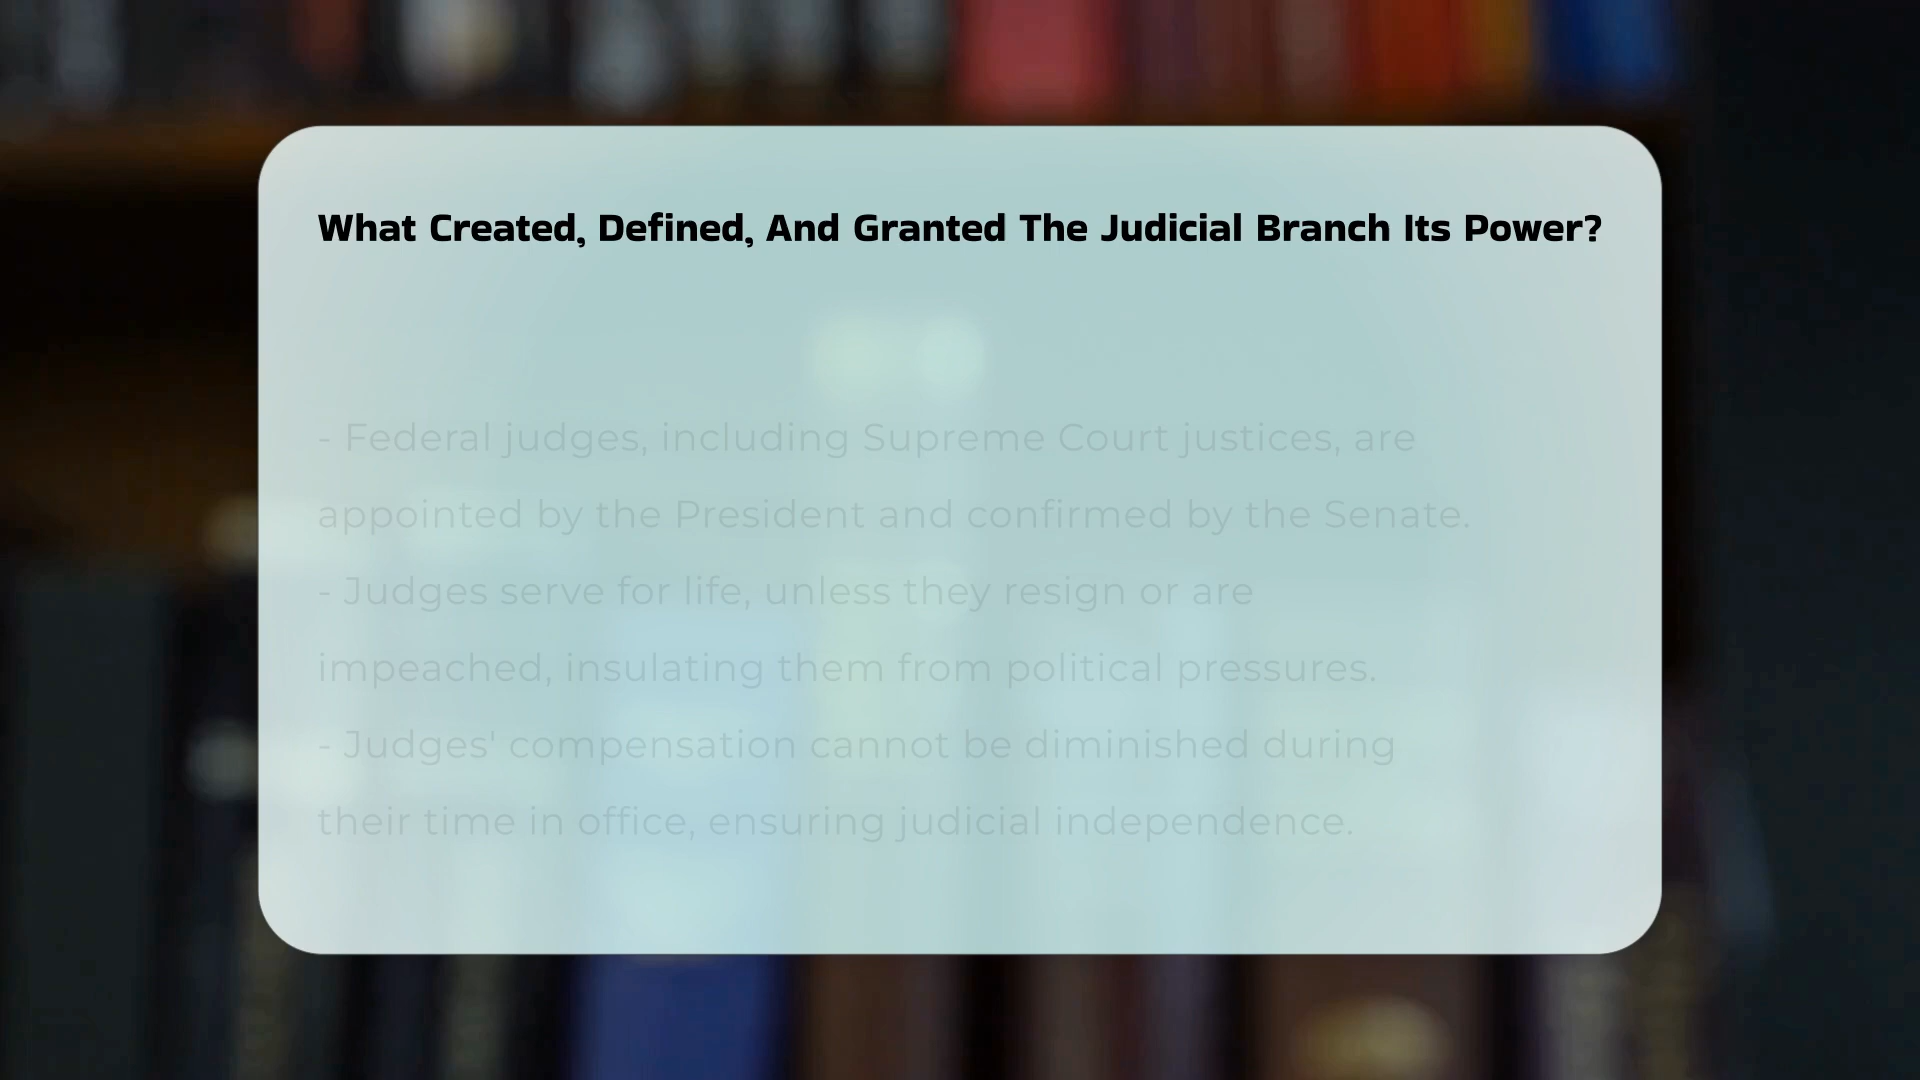 What Created, Defined, And Granted The Judicial Branch Its Power?
- Federal judges, including Supreme Court justices, are
appointed by the President and confirmed by the Senate.
- Judges serve for life, unless they resign or are
impeached, insulating them from political pressures.
- Judges' compensation cannot be diminished during
their time in office, ensuring judicial independence.